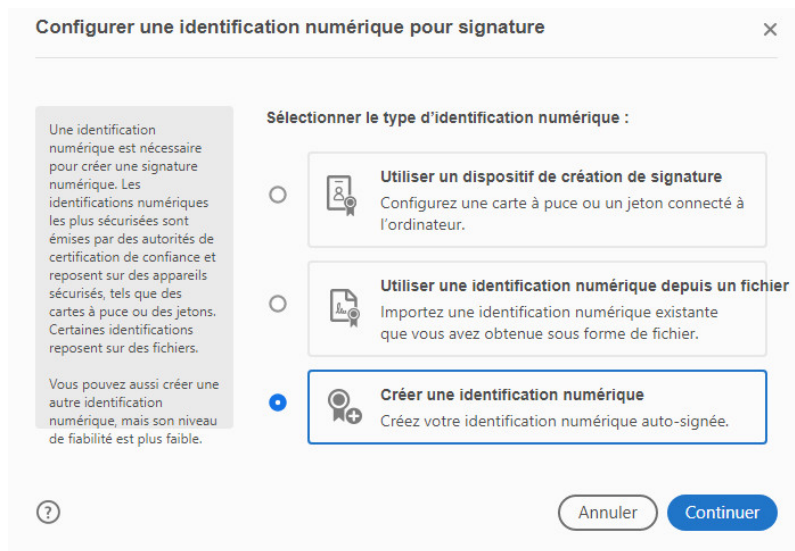 Configurer une identification numérique pour signature
Une identification
numérique est nécessaire
pour créer une signature
numérique. Les
identifications numériques
les plus sécurisées sont
émises par des autorités de
certification de confiance et
reposent sur des appareils
sécurisés, tels que des
cartes à puce ou des jetons.
Certaines identifications
reposent sur des fichiers.
Vous pouvez aussi créer une
autre identification
numérique, mais son niveau
de fiabilité est plus faible.
Sélectionner le type d'identification numérique :
Utiliser un dispositif de création de signature
Configurez une carte à puce ou un jeton connecté à
l'ordinateur.
Utiliser une identification numérique depuis un fichier
Importez une identification numérique existante
que vous avez obtenue sous forme de fichier.
Créer une identification numérique
Créez votre identification numérique auto-signée.
?
Annuler
Continuer